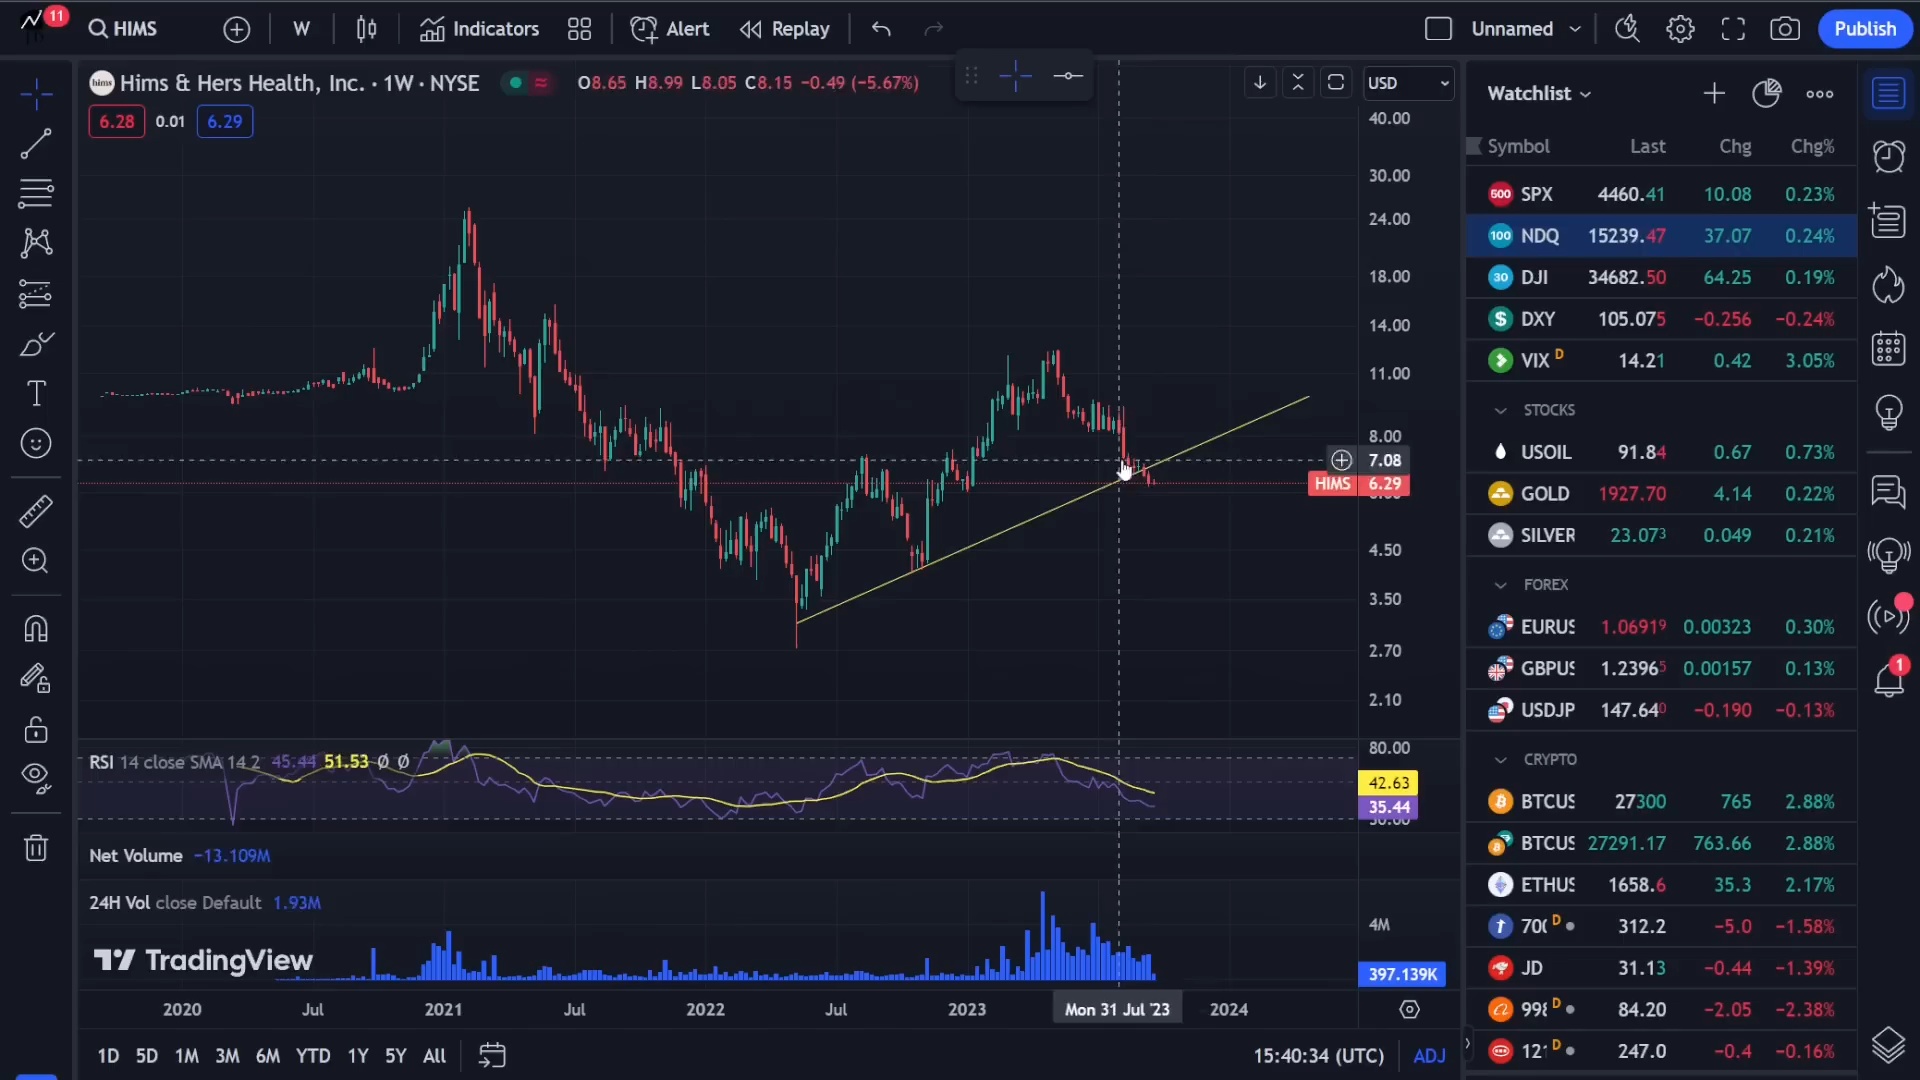 11
HIMS
W
Indicators
Alert
Replay
Unnamed
Publish
hims
Hims & Hers Health, Inc. · 1W · NYSE
O8.65 H8.99 L8.05 C8.15 −0.49 (−5.67%)
6.28
0.01
6.29
USD
40.00
30.00
24.00
18.00
14.00
11.00
8.00
7.08
HIMS 6.29
4.50
3.50
2.70
2.10
RSI 14 close SMA 14 2 45.44 51.53 Ø Ø
80.00
42.63
35.44
Net Volume −13.109M
24H Vol close Default 1.93M
4M
397.139K
TradingView
2020
Jul
2021
Jul
2022
Jul
2023
Mon 31 Jul '23
2024
1D 5D 1M 3M 6M YTD 1Y 5Y All
15:40:34 (UTC)
ADJ
Watchlist
Symbol Last Chg Chg%
500 SPX 4460.41 10.08 0.23%
100 NDQ 15239.47 37.07 0.24%
30 DJI 34682.50 64.25 0.19%
$ DXY 105.075 −0.256 −0.24%
VIX D 14.21 0.42 3.05%
STOCKS
USOIL 91.84 0.67 0.73%
GOLD 1927.70 4.14 0.22%
SILVER 23.073 0.049 0.21%
FOREX
EURUS 1.06919 0.00323 0.30%
GBPUS 1.23965 0.00157 0.13%
USDJP 147.640 −0.190 −0.13%
CRYPTO
BTCUS 27300 765 2.88%
BTCUS 27291.17 763.66 2.88%
ETHUS 1658.6 35.3 2.17%
700 D 312.2 −5.0 −1.58%
JD 31.13 −0.44 −1.39%
998 D 84.20 −2.05 −2.38%
121 D 247.0 −0.4 −0.16%
1